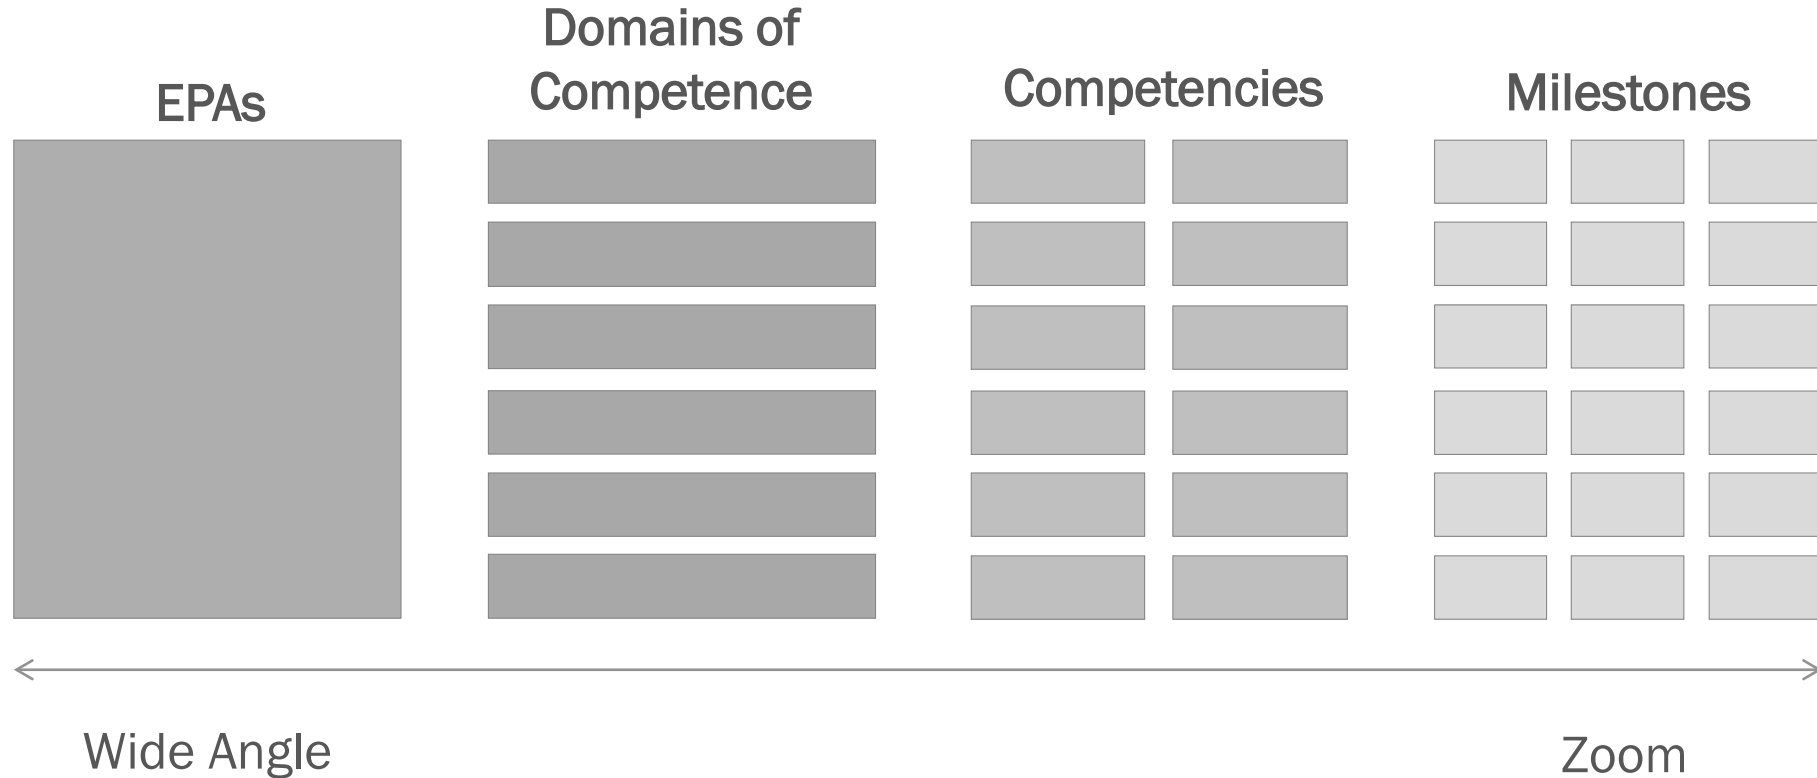 EPAs
Domains of
Competence
Competencies
Milestones
Wide Angle
Zoom